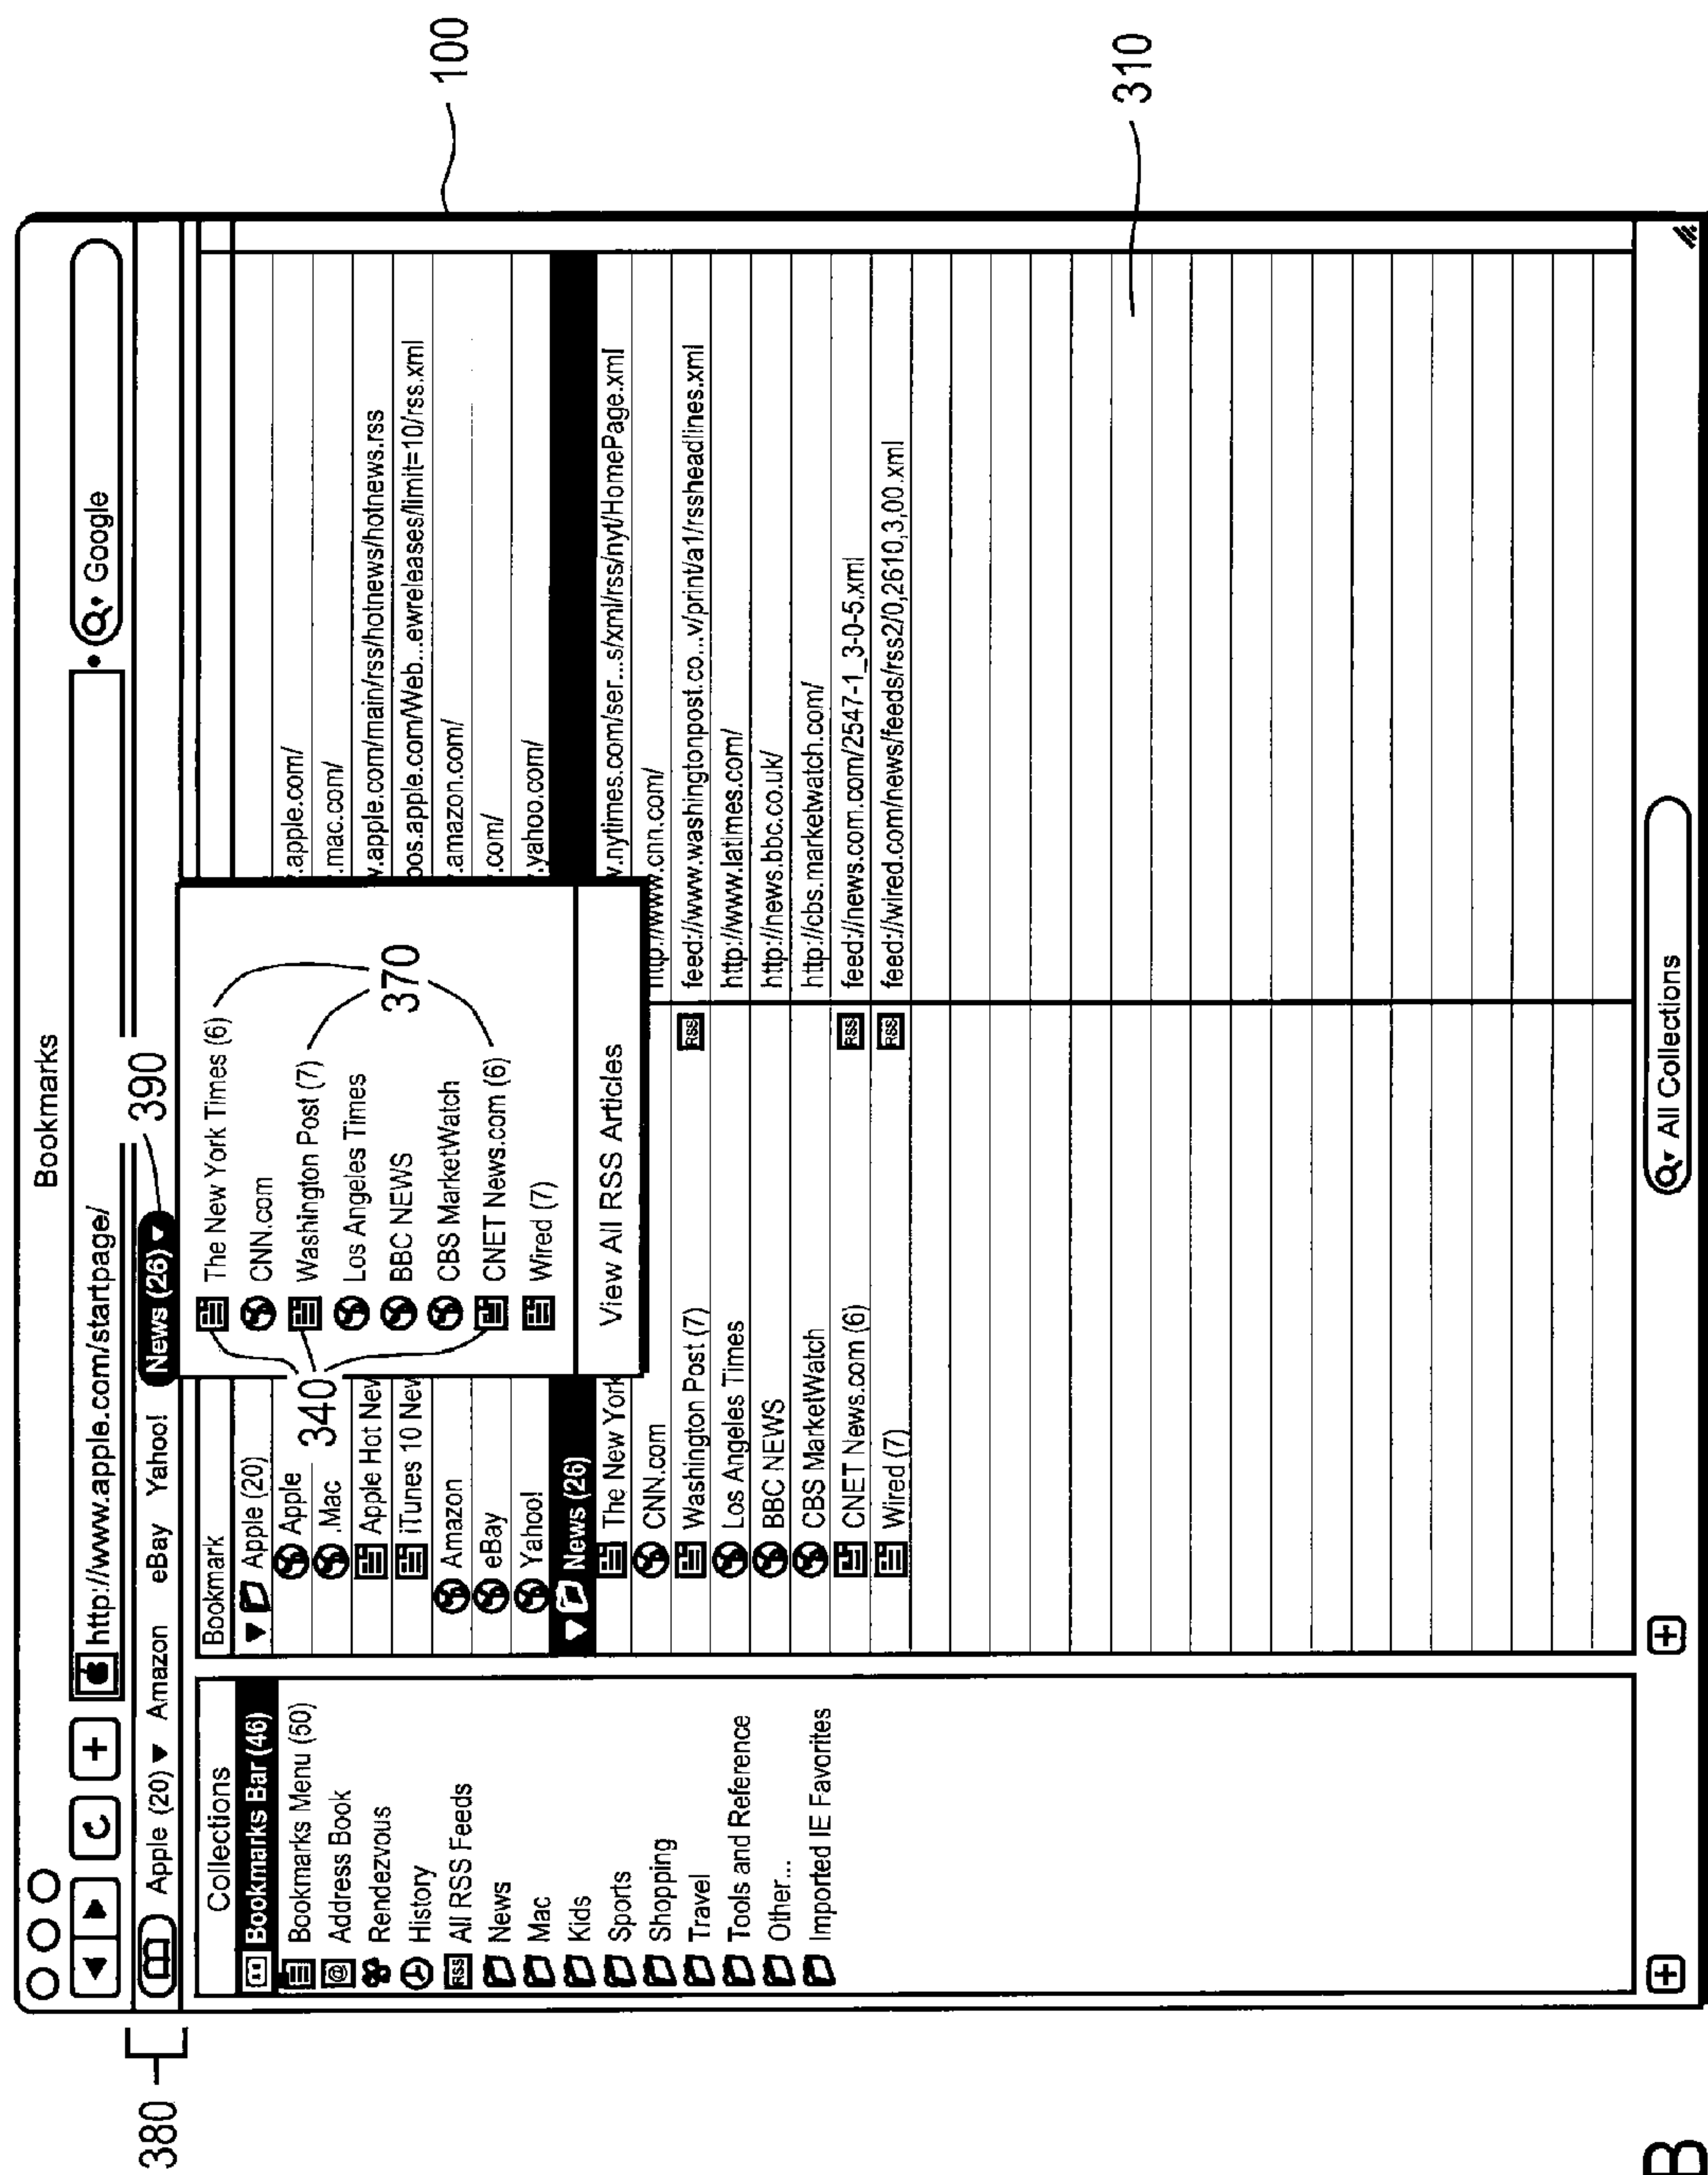 Bookmarks
http://www.apple.com/startpage/
Google
380
Apple (20) Amazon eBay Yahoo! News (26)
390
100
Collections
Bookmarks Bar (46)
Bookmarks Menu (50)
@ Address Book
Rendezvous
History
RSS All RSS Feeds
News
Mac
Kids
Sports
Shopping
Travel
Tools and Reference
Other...
Imported IE Favorites
Bookmark
Apple (20)
Apple
.apple.com/
.Mac
.mac.com/
Apple Hot New
.apple.com/main/rss/hotnews/hotnews.rss
iTunes 10 New
pos.apple.com/Web...ewreleases/limit=10/rss.xml
Amazon
.amazon.com/
eBay
.com/
Yahoo!
.yahoo.com/
News (26)
The New York
.nytimes.com/ser...s/xml/rss/nyt/HomePage.xml
CNN.com
http://www.cnn.com/
Washington Post (7) RSS feed://www.washingtonpost.co...v/print/a1/rssheadlines.xml
Los Angeles Times http://www.latimes.com/
BBC NEWS http://news.bbc.co.uk/
CBS MarketWatch http://cbs.marketwatch.com/
CNET News.com (6) RSS feed://news.com.com/2547-1_3-0-5.xml
Wired (7) RSS feed://wired.com/news/feeds/rss2/0,2610,3,00.xml
The New York Times (6)
CNN.com
Washington Post (7)
Los Angeles Times
BBC NEWS
CBS MarketWatch
CNET News.com (6)
Wired (7)
View All RSS Articles
340
370
310
All Collections
B